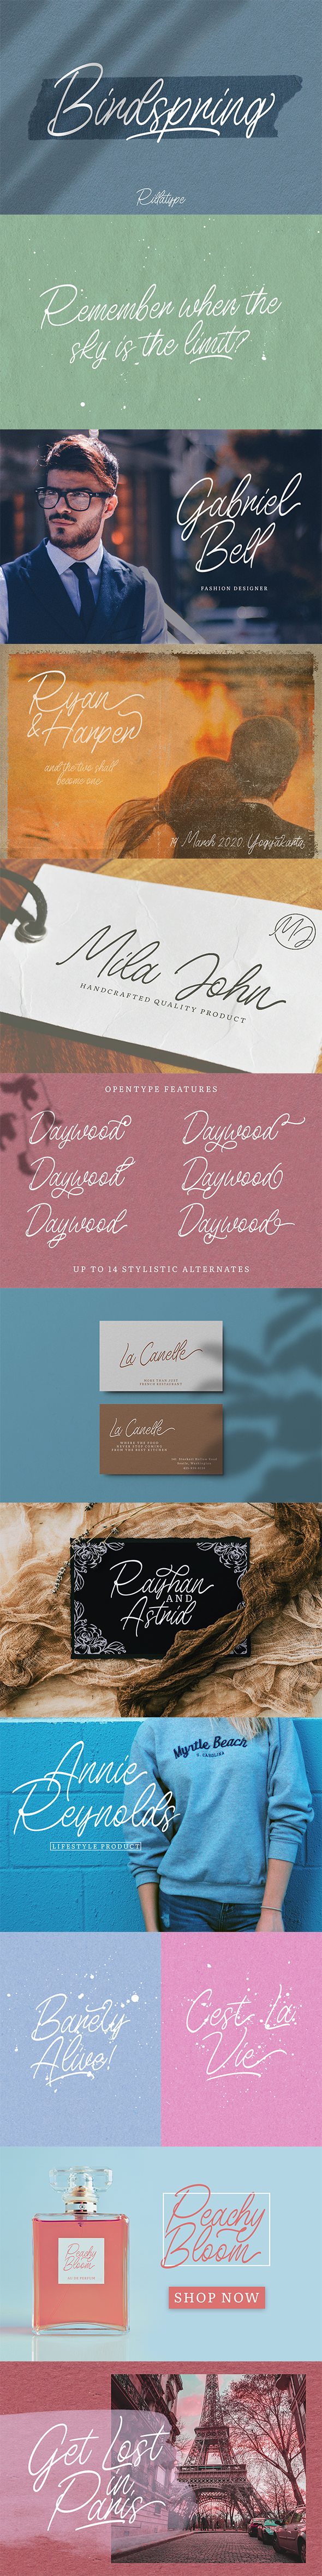 Birdspring
Rillatype
Remember when the
sky is the limit?
Gabriel
Bell
FASHION DESIGNER
Ryan
& Harper
and the two shall
become one
19 March 2020, Yogyakarta
MJ
Mila John
HANDCRAFTED QUALITY PRODUCT
OPENTYPE FEATURES
Daywood Daywood
Daywood Daywood
Daywood Daywood
UP TO 14 STYLISTIC ALTERNATES
La Canelle
MORE THAN JUST
FRENCH RESTAURANT
La Canelle
Rayhan
AND
Astrid
Annie
Reynolds
LIFESTYLE PRODUCT
Myrtle Beach
S. CAROLINA
Barely
Alive!
Cest La
Vie
Peachy
Bloom
EAU DE PARFUM
Peachy
Bloom
SHOP NOW
Get Lost
in
Paris